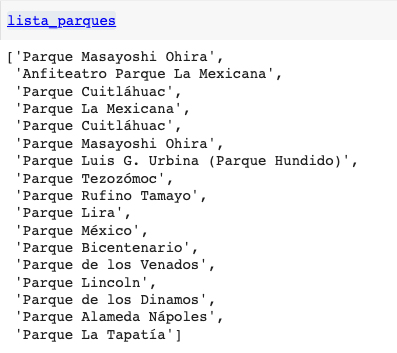 lista_parques
['Parque Masayoshi Ohira',
'Anfiteatro Parque La Mexicana',
'Parque Cuitláhuac',
'Parque La Mexicana',
'Parque Cuitláhuac',
'Parque Masayoshi Ohira',
'Parque Luis G. Urbina (Parque Hundido)',
'Parque Tezozómoc',
'Parque Rufino Tamayo',
'Parque Lira',
'Parque México',
'Parque Bicentenario',
'Parque de los Venados',
'Parque Lincoln',
'Parque de los Dinamos',
'Parque Alameda Nápoles',
'Parque La Tapatía']